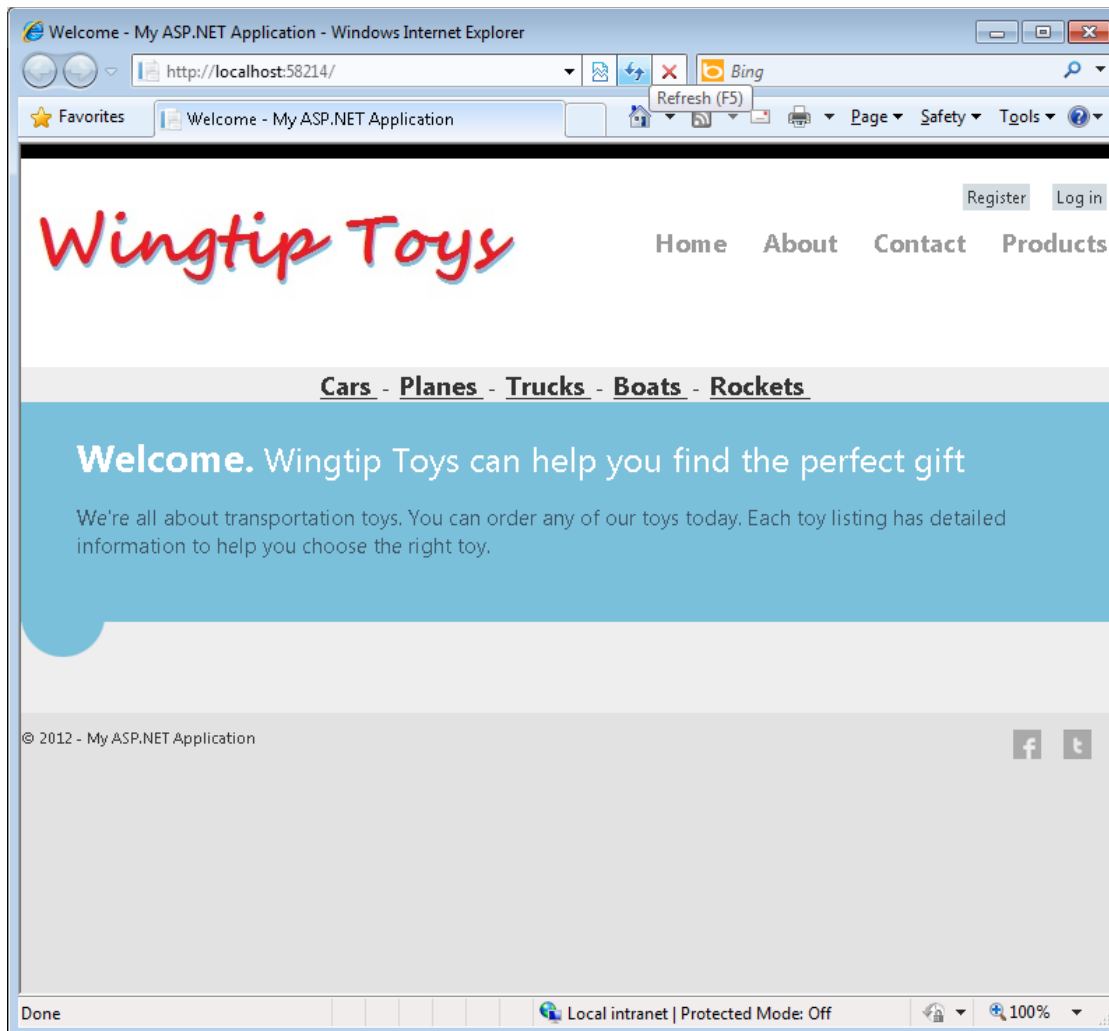 Welcome - My ASP.NET Application - Windows Internet Explorer
http://localhost:58214/
Bing
Refresh (F5)
Favorites
Welcome - My ASP.NET Application
Page
Safety
Tools
Register Log in
Wingtip Toys
Home About Contact Products
Cars - Planes - Trucks - Boats - Rockets
Welcome. Wingtip Toys can help you find the perfect gift
We're all about transportation toys. You can order any of our toys today. Each toy listing has detailed
information to help you choose the right toy.
© 2012 - My ASP.NET Application
Done
Local intranet | Protected Mode: Off
100%